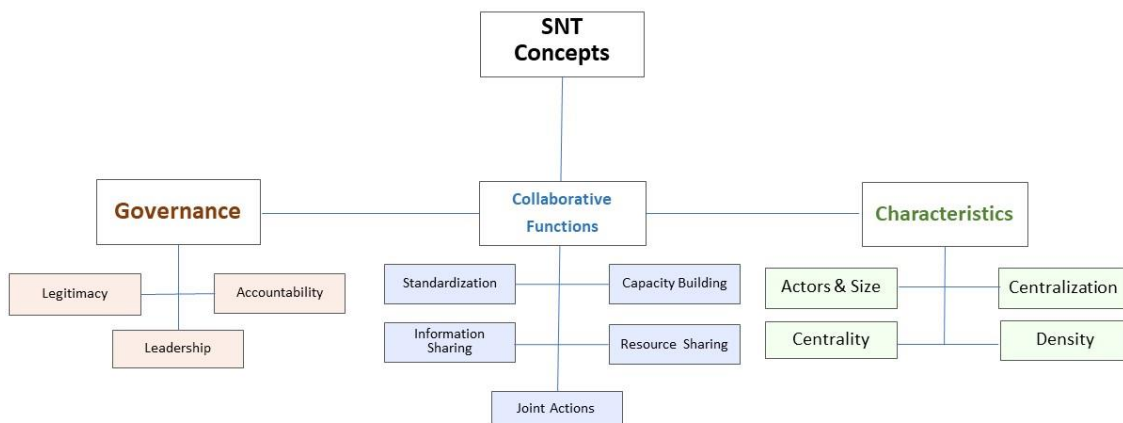 SNT
Concepts
Governance
Collaborative
Functions
Characteristics
Legitimacy
Accountability
Leadership
Standardization
Capacity Building
Information
Sharing
Resource Sharing
Joint Actions
Actors & Size
Centralization
Centrality
Density